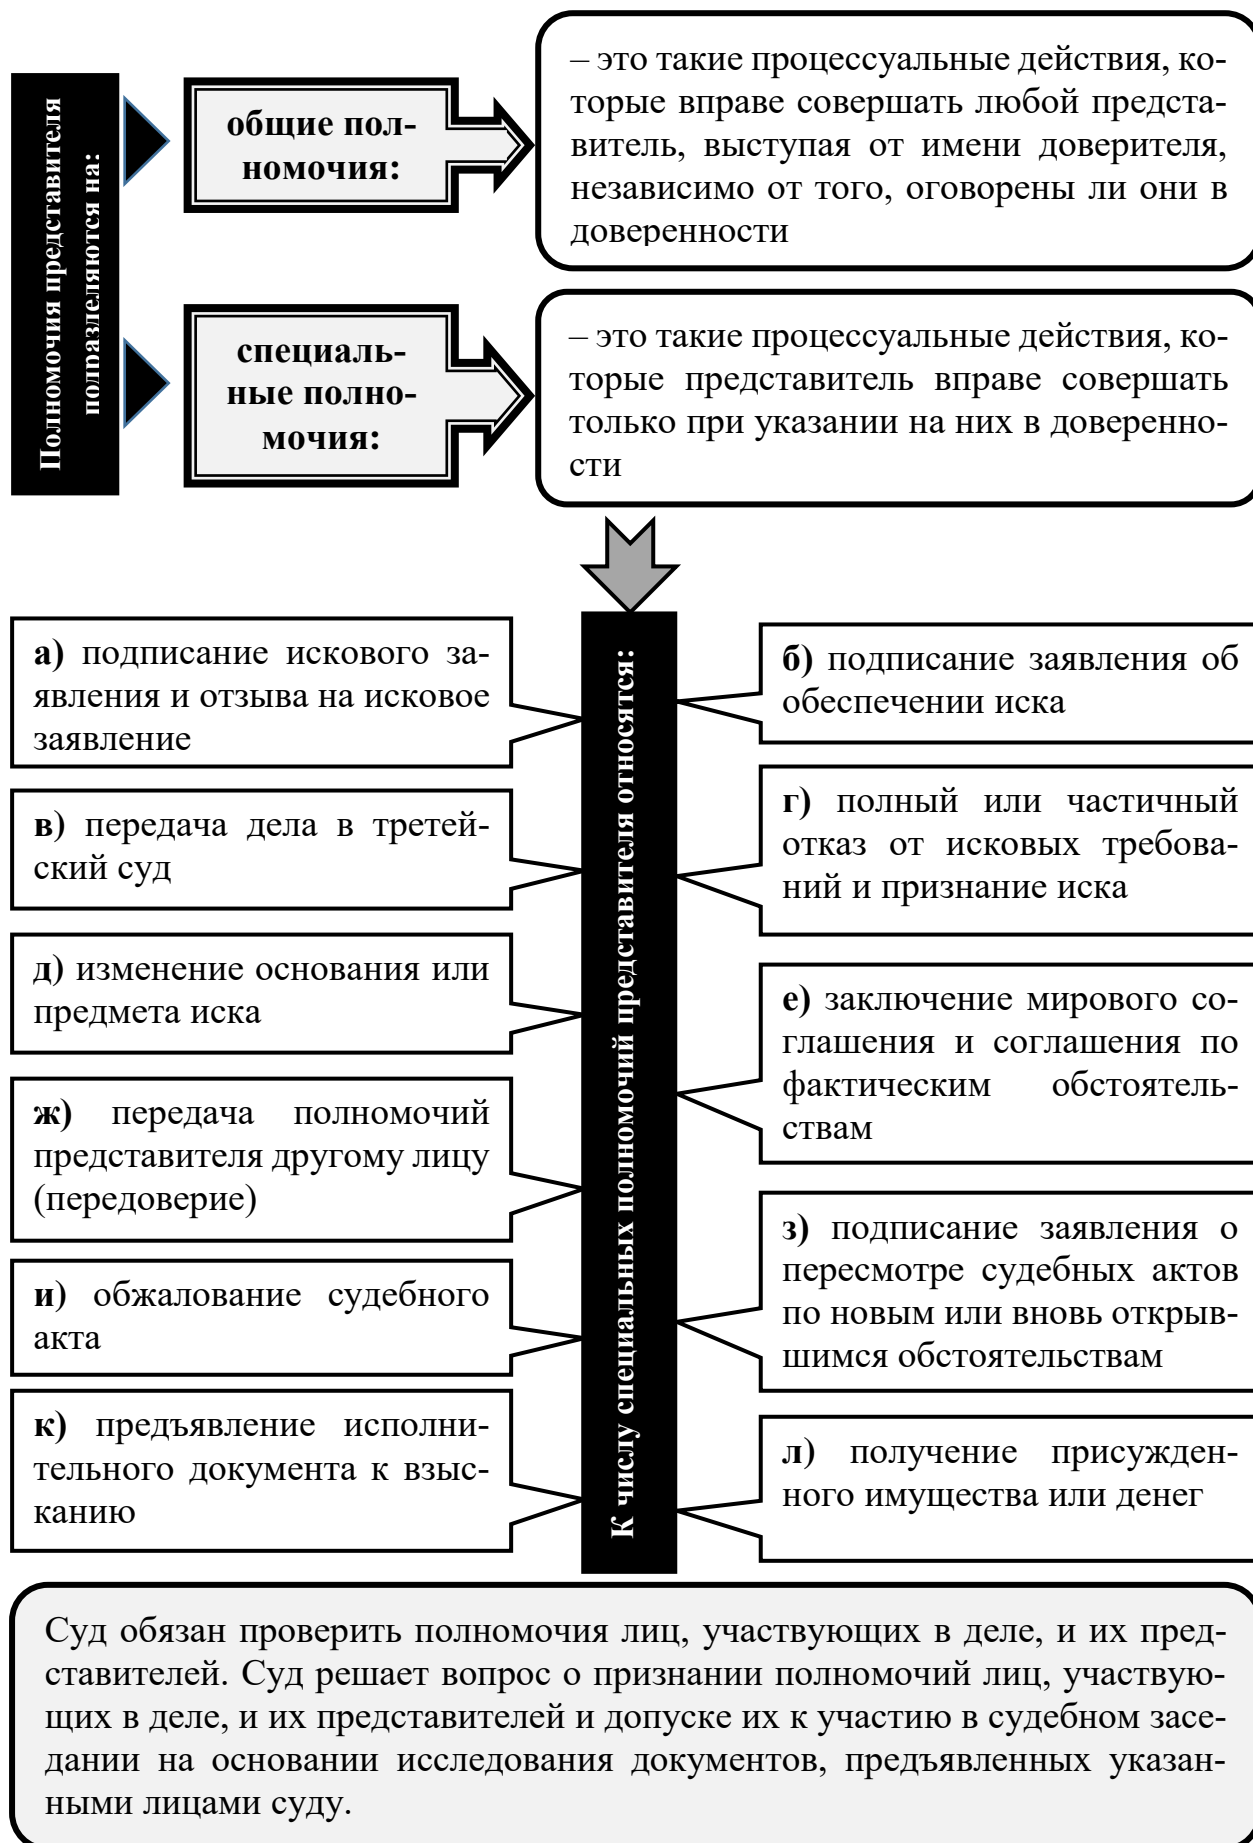 Полномочия представителя
подразделяются на:
общие пол-
номочия:
– это такие процессуальные действия, ко-
торые вправе совершать любой предста-
витель, выступая от имени доверителя,
независимо от того, оговорены ли они в
доверенности
специаль-
ные полно-
мочия:
– это такие процессуальные действия, ко-
торые представитель вправе совершать
только при указании на них в доверенно-
сти
К числу специальных полномочий представителя относятся:
а) подписание искового за-
явления и отзыва на исковое
заявление
б) подписание заявления об
обеспечении иска
в) передача дела в третей-
ский суд
г) полный или частичный
отказ от исковых требова-
ний и признание иска
д) изменение основания или
предмета иска
е) заключение мирового со-
глашения и соглашения по
фактическим обстоятель-
ствам
ж) передача полномочий
представителя другому лицу
(передоверие)
з) подписание заявления о
пересмотре судебных актов
по новым или вновь открыв-
шимся обстоятельствам
и) обжалование судебного
акта
к) предъявление исполни-
тельного документа к взыс-
канию
л) получение присужден-
ного имущества или денег
Суд обязан проверить полномочия лиц, участвующих в деле, и их пред-
ставителей. Суд решает вопрос о признании полномочий лиц, участвую-
щих в деле, и их представителей и допуске их к участию в судебном засе-
дании на основании исследования документов, предъявленных указан-
ными лицами суду.